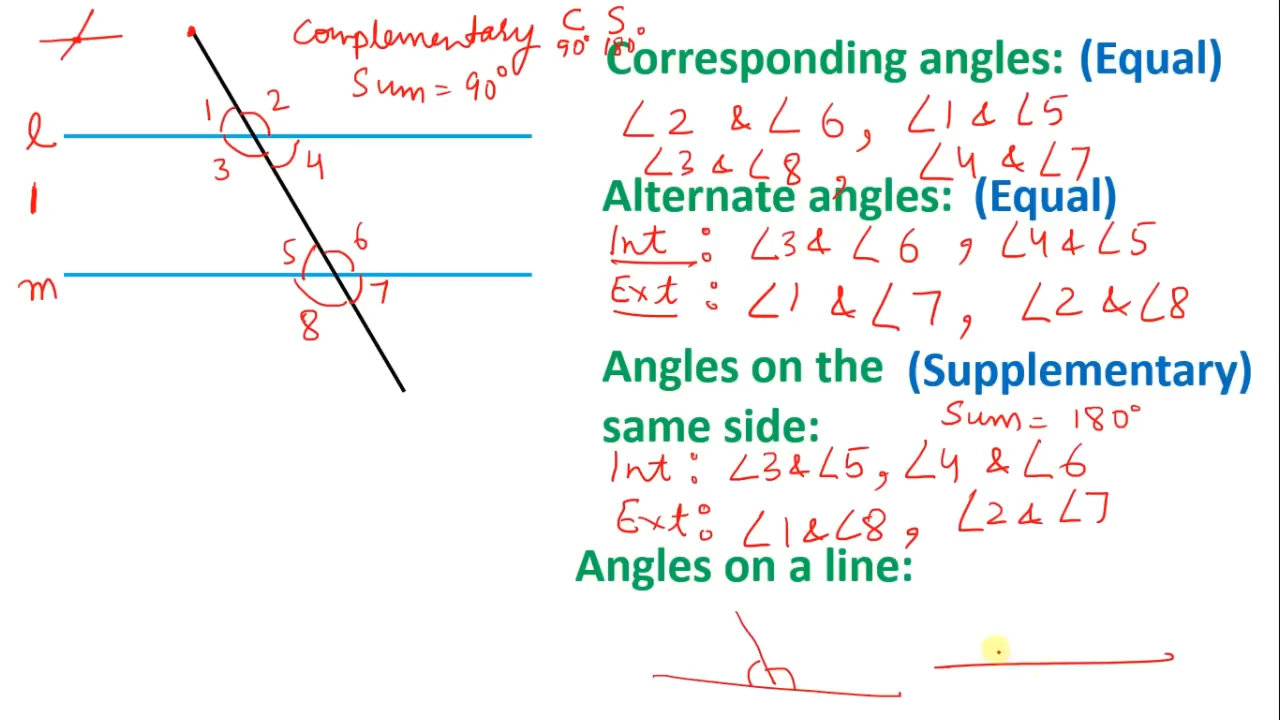 Complementary C S
90° 180°
Sum = 90°
1 2
l
3 4
1
5 6
m
7
8
Corresponding angles: (Equal)
∠2 & ∠6, ∠1 & ∠5
∠3 & ∠8, ∠4 & ∠7
Alternate angles: (Equal)
Int : ∠3 & ∠6 , ∠4 & ∠5
Ext : ∠1 & ∠7, ∠2 & ∠8
Angles on the (Supplementary)
same side: Sum = 180°
Int : ∠3 & ∠5, ∠4 & ∠6
Ext : ∠1 & ∠8, ∠2 & ∠7
Angles on a line: